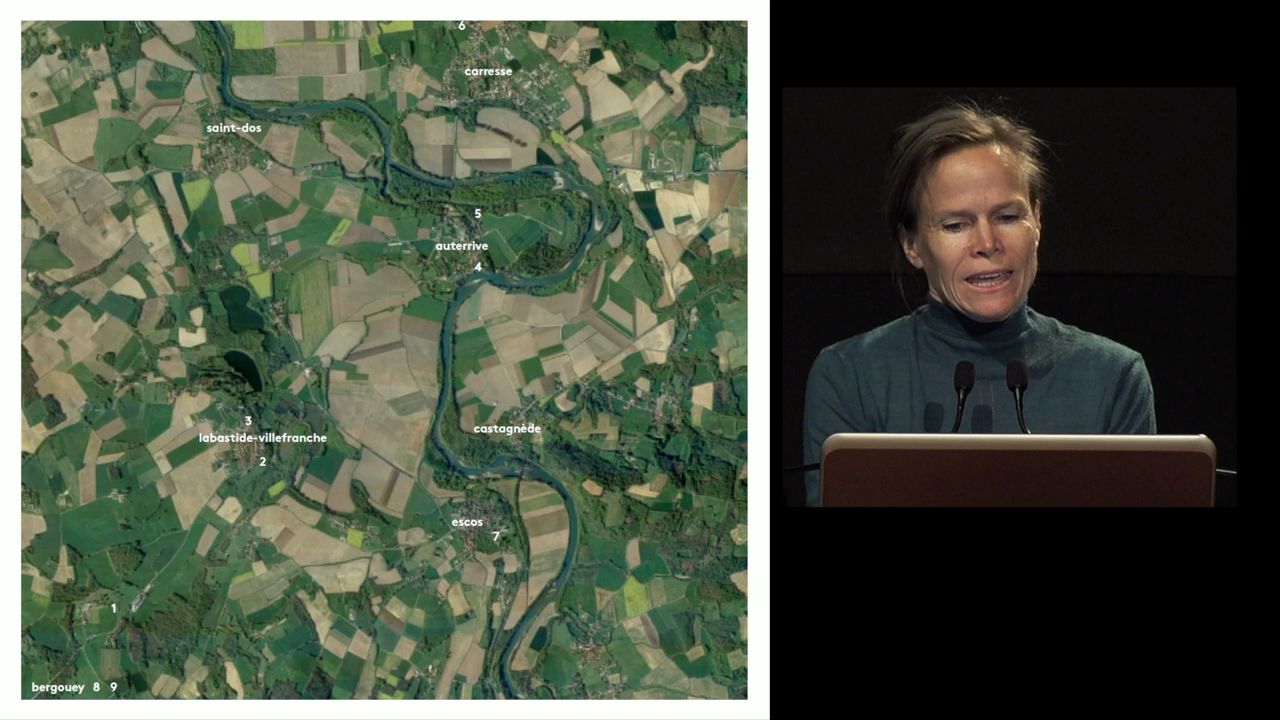 6
carresse
saint-dos
5
auterrive
4
3
labastide-villefranche
2
castagnède
escos
7
1
bergouey 8 9